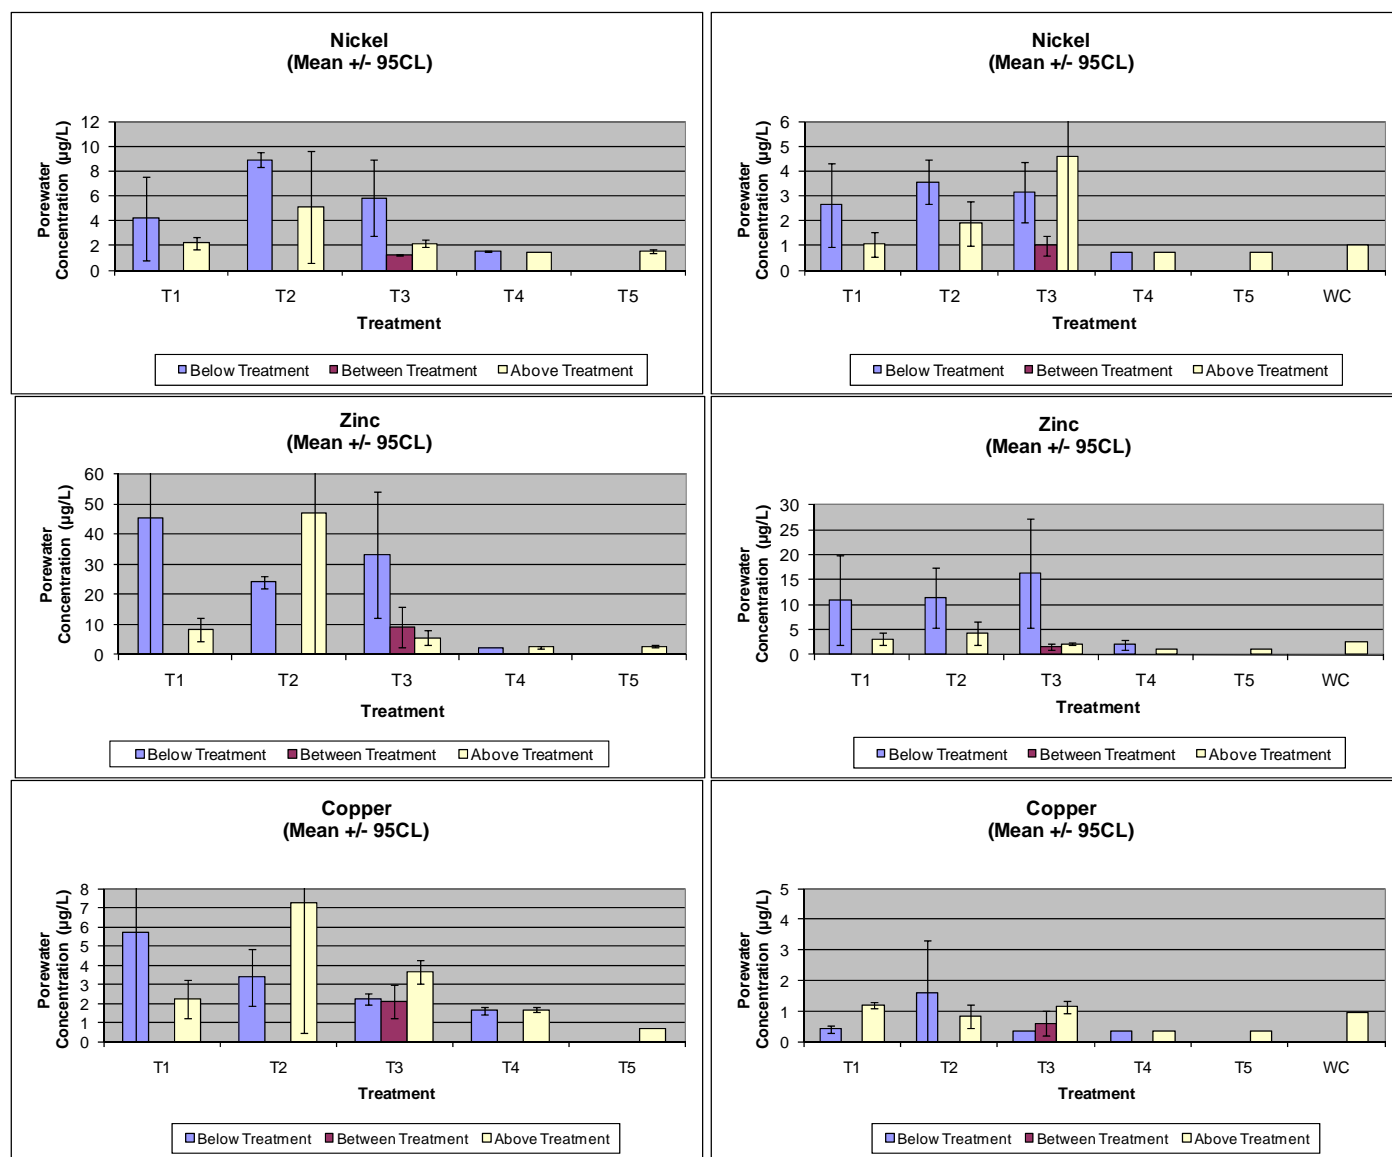 Nickel
(Mean +/- 95CL)
Porewater
Concentration (µg/L)
12
10
8
6
4
2
0
T1 T2 T3 T4 T5
Treatment
Below Treatment Between Treatment Above Treatment
Nickel
(Mean +/- 95CL)
Porewater
Concentration (µg/L)
6
5
4
3
2
1
0
T1 T2 T3 T4 T5 WC
Treatment
Below Treatment Between Treatment Above Treatment
Zinc
(Mean +/- 95CL)
Porewater
Concentration (µg/L)
60
50
40
30
20
10
0
T1 T2 T3 T4 T5
Treatment
Below Treatment Between Treatment Above Treatment
Zinc
(Mean +/- 95CL)
Porewater
Concentration (µg/L)
30
25
20
15
10
5
0
T1 T2 T3 T4 T5 WC
Treatment
Below Treatment Between Treatment Above Treatment
Copper
(Mean +/- 95CL)
Porewater
Concentration (µg/L)
8
7
6
5
4
3
2
1
0
T1 T2 T3 T4 T5
Treatment
Below Treatment Between Treatment Above Treatment
Copper
(Mean +/- 95CL)
Porewater
Concentration (µg/L)
5
4
3
2
1
0
T1 T2 T3 T4 T5 WC
Treatment
Below Treatment Between Treatment Above Treatment